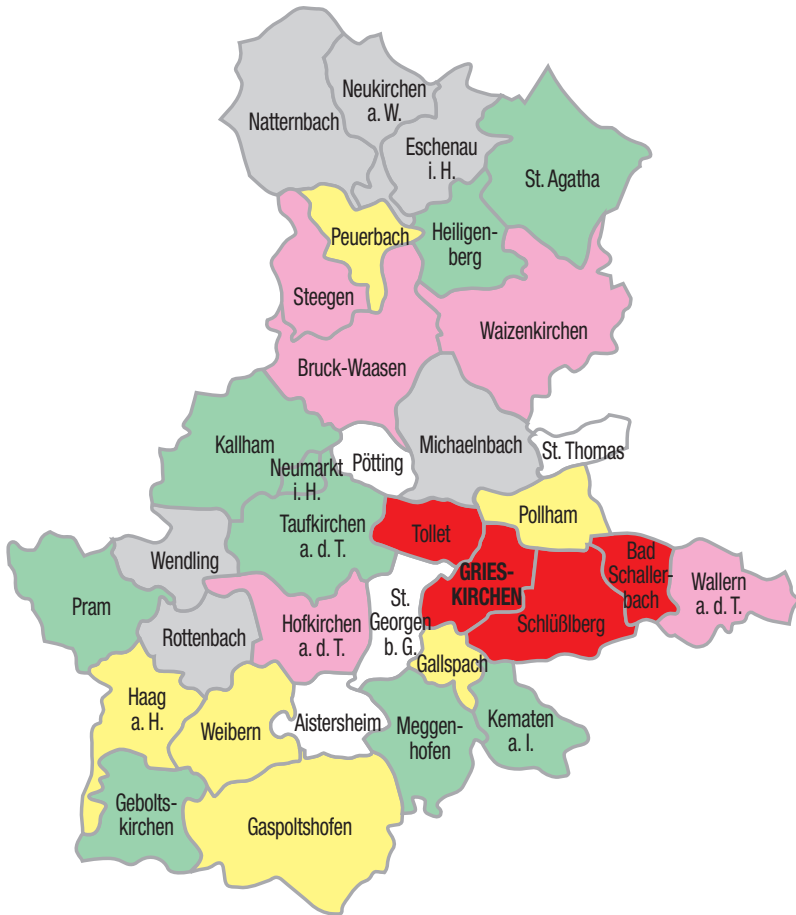 Neukirchen
a. W.
Natternbach
Eschenau
i. H.
St. Agatha
Peuerbach
Heiligen-
berg
Steegen
Waizenkirchen
Bruck-Waasen
Kallham
Michaelnbach
St. Thomas
Pötting
Neumarkt
i. H.
Pollham
Taufkirchen
a. d. T.
Tollet
Wendling
Bad
Schaller-
bach
GRIES-
KIRCHEN
Wallern
a. d. T.
Pram
St.
Georgen
b. G.
Hofkirchen
a. d. T.
Schlüßlberg
Rottenbach
Gallspach
Haag
a. H.
Weibern
Aistersheim
Meggen-
hofen
Kematen
a. I.
Gebolts-
kirchen
Gaspoltshofen